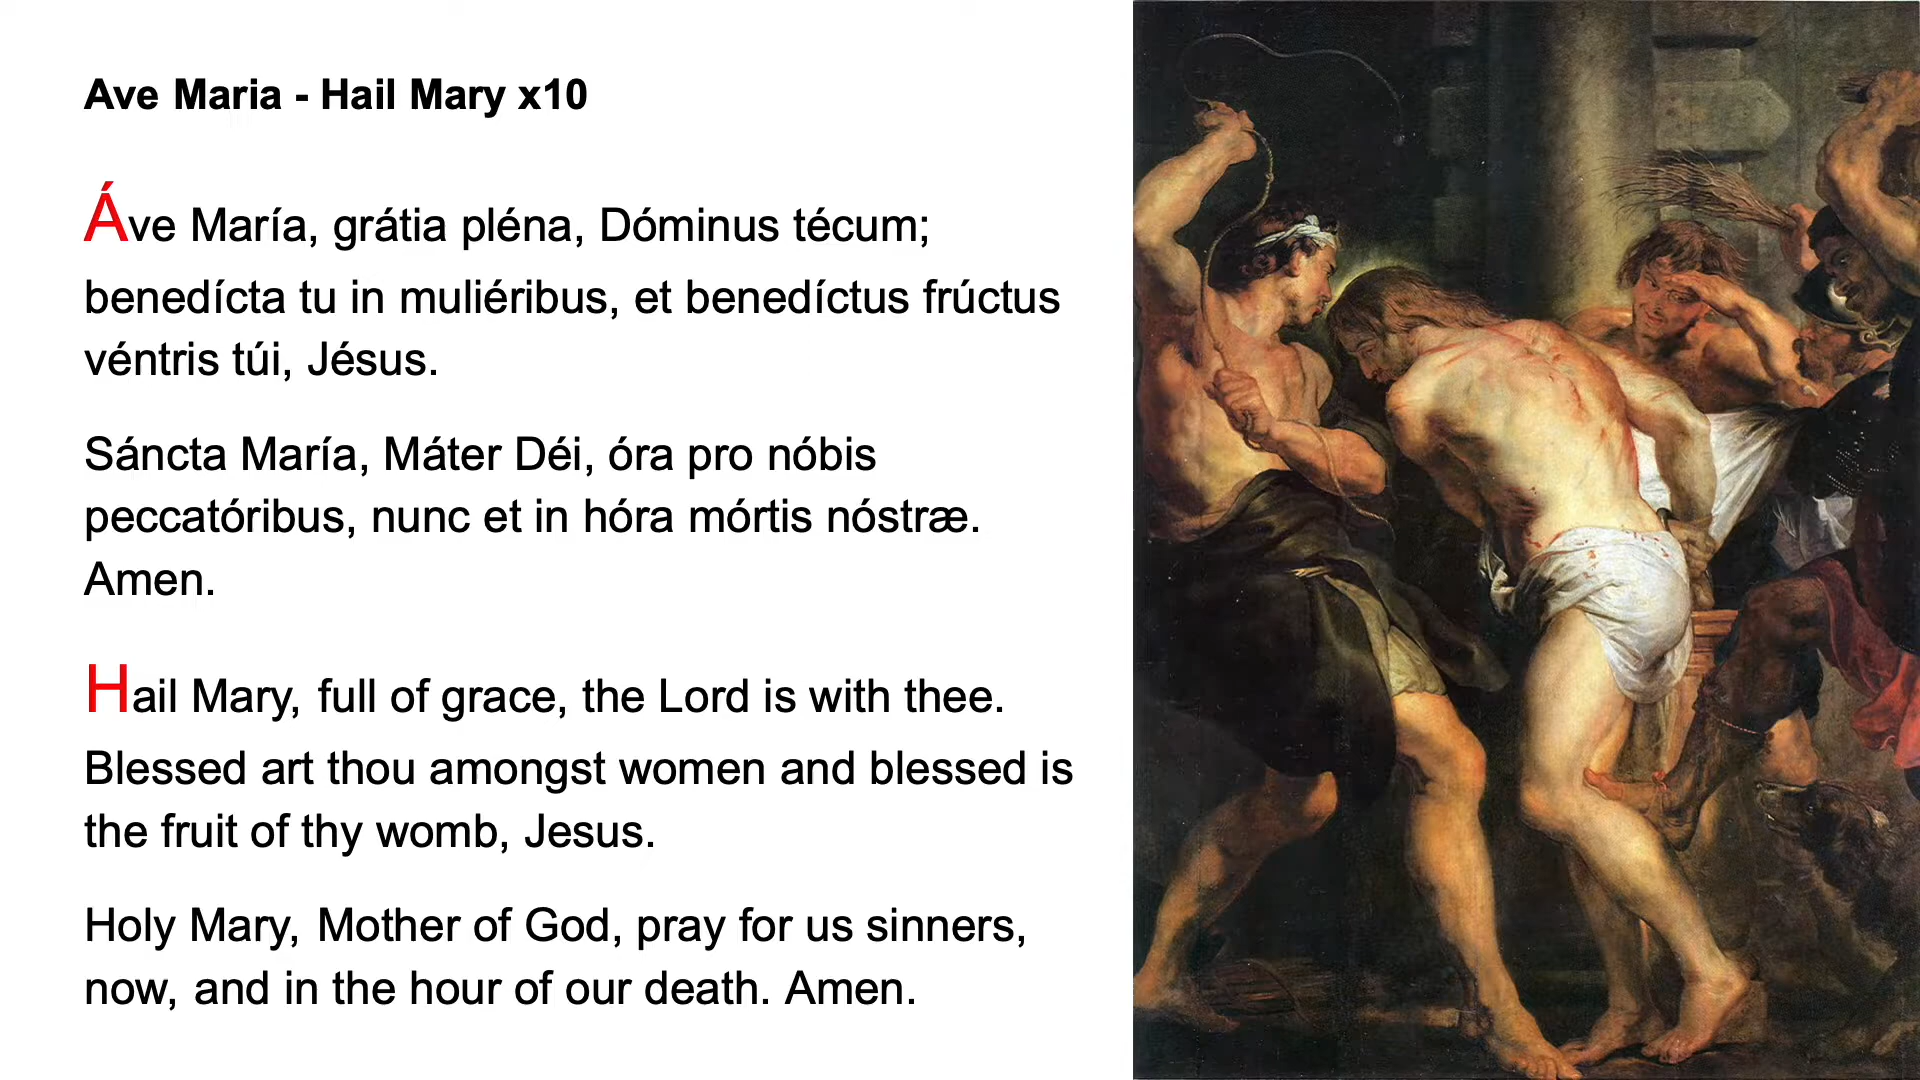 Ave Maria - Hail Mary x10
Áve María, grátia pléna, Dóminus técum;
benedícta tu in muliéribus, et benedíctus frúctus
véntris túi, Jésus.
Sáncta María, Máter Déi, óra pro nóbis
peccatóribus, nunc et in hóra mórtis nóstræ.
Amen.
Hail Mary, full of grace, the Lord is with thee.
Blessed art thou amongst women and blessed is
the fruit of thy womb, Jesus.
Holy Mary, Mother of God, pray for us sinners,
now, and in the hour of our death. Amen.